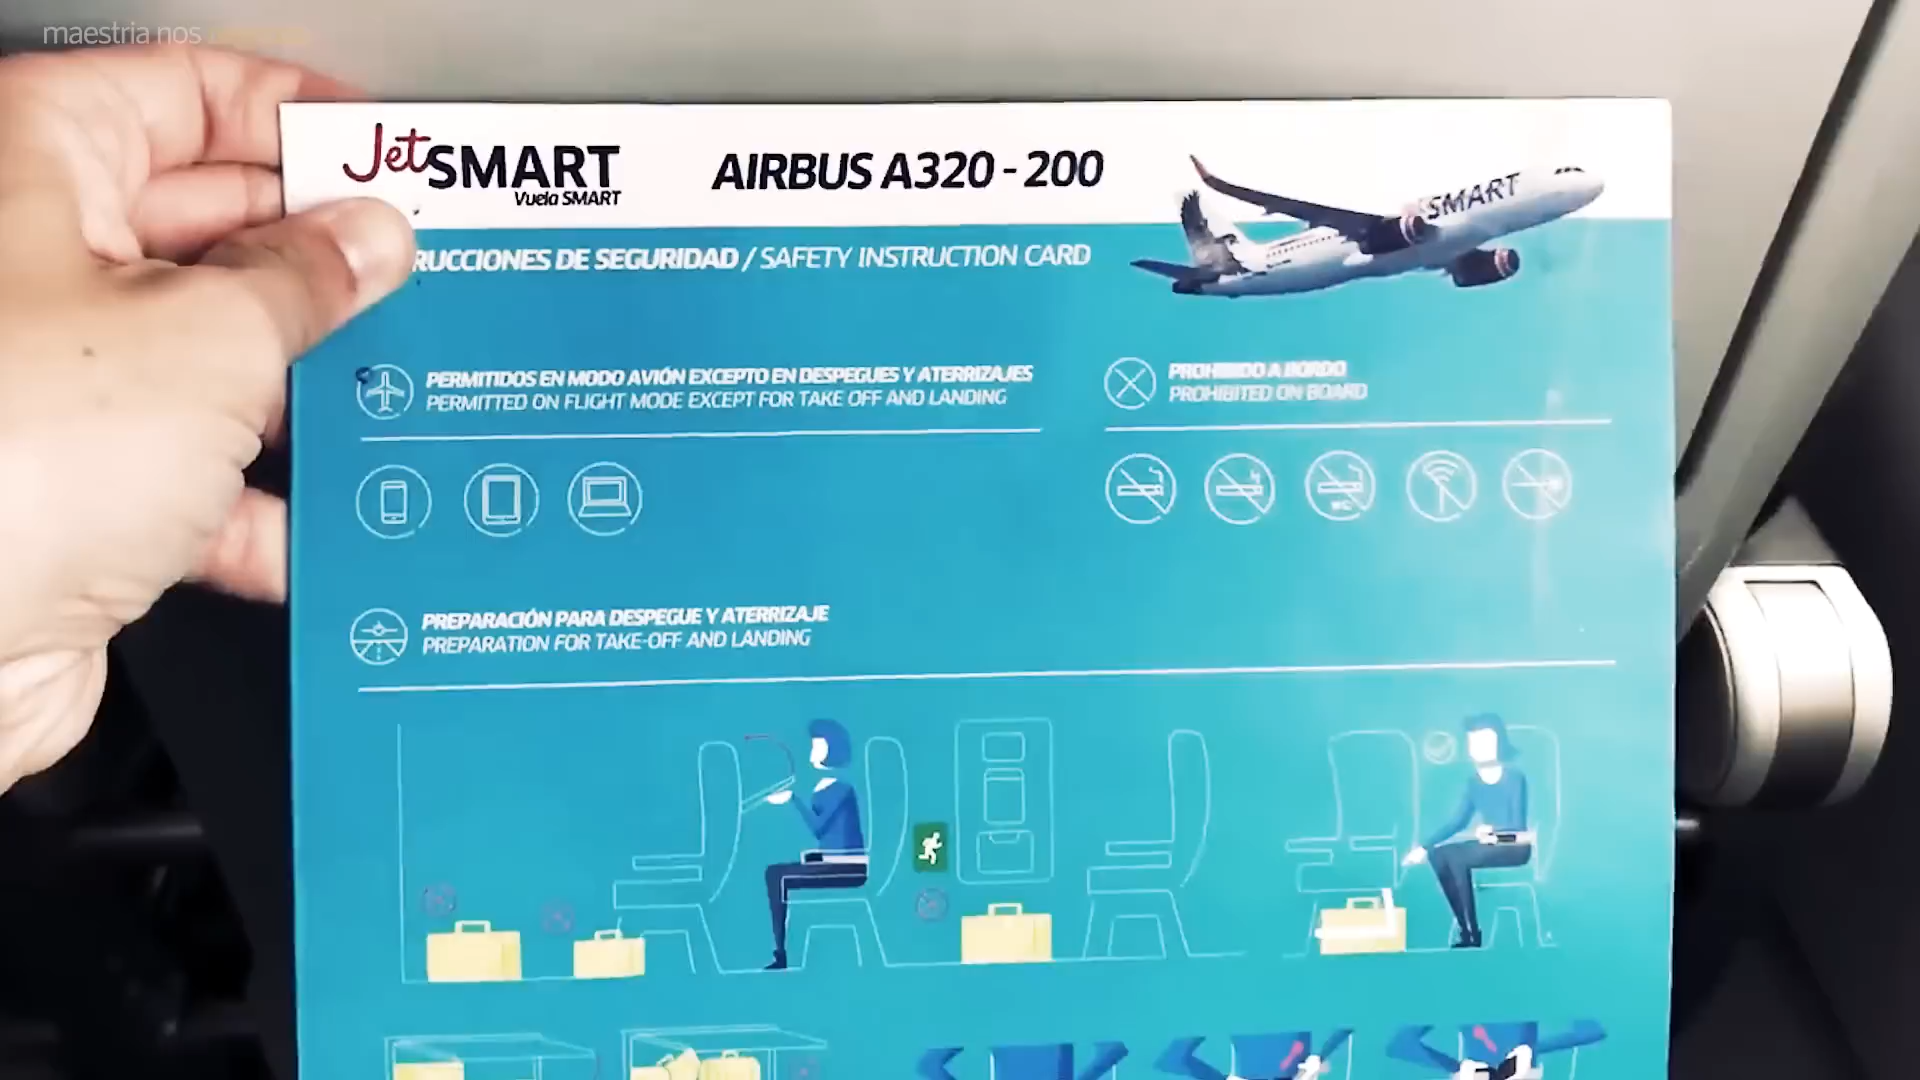 maestria nos
JetSMART
Vuela SMART
AIRBUS A320 - 200
SMART
RUCCIONES DE SEGURIDAD / SAFETY INSTRUCTION CARD
PERMITIDOS EN MODO AVIÓN EXCEPTO EN DESPEGUES Y ATERRIZAJES
PERMITTED ON FLIGHT MODE EXCEPT FOR TAKE OFF AND LANDING
PROHIBIDO A BORDO
PROHIBITED ON BOARD
WC
PREPARACIÓN PARA DESPEGUE Y ATERRIZAJE
PREPARATION FOR TAKE-OFF AND LANDING